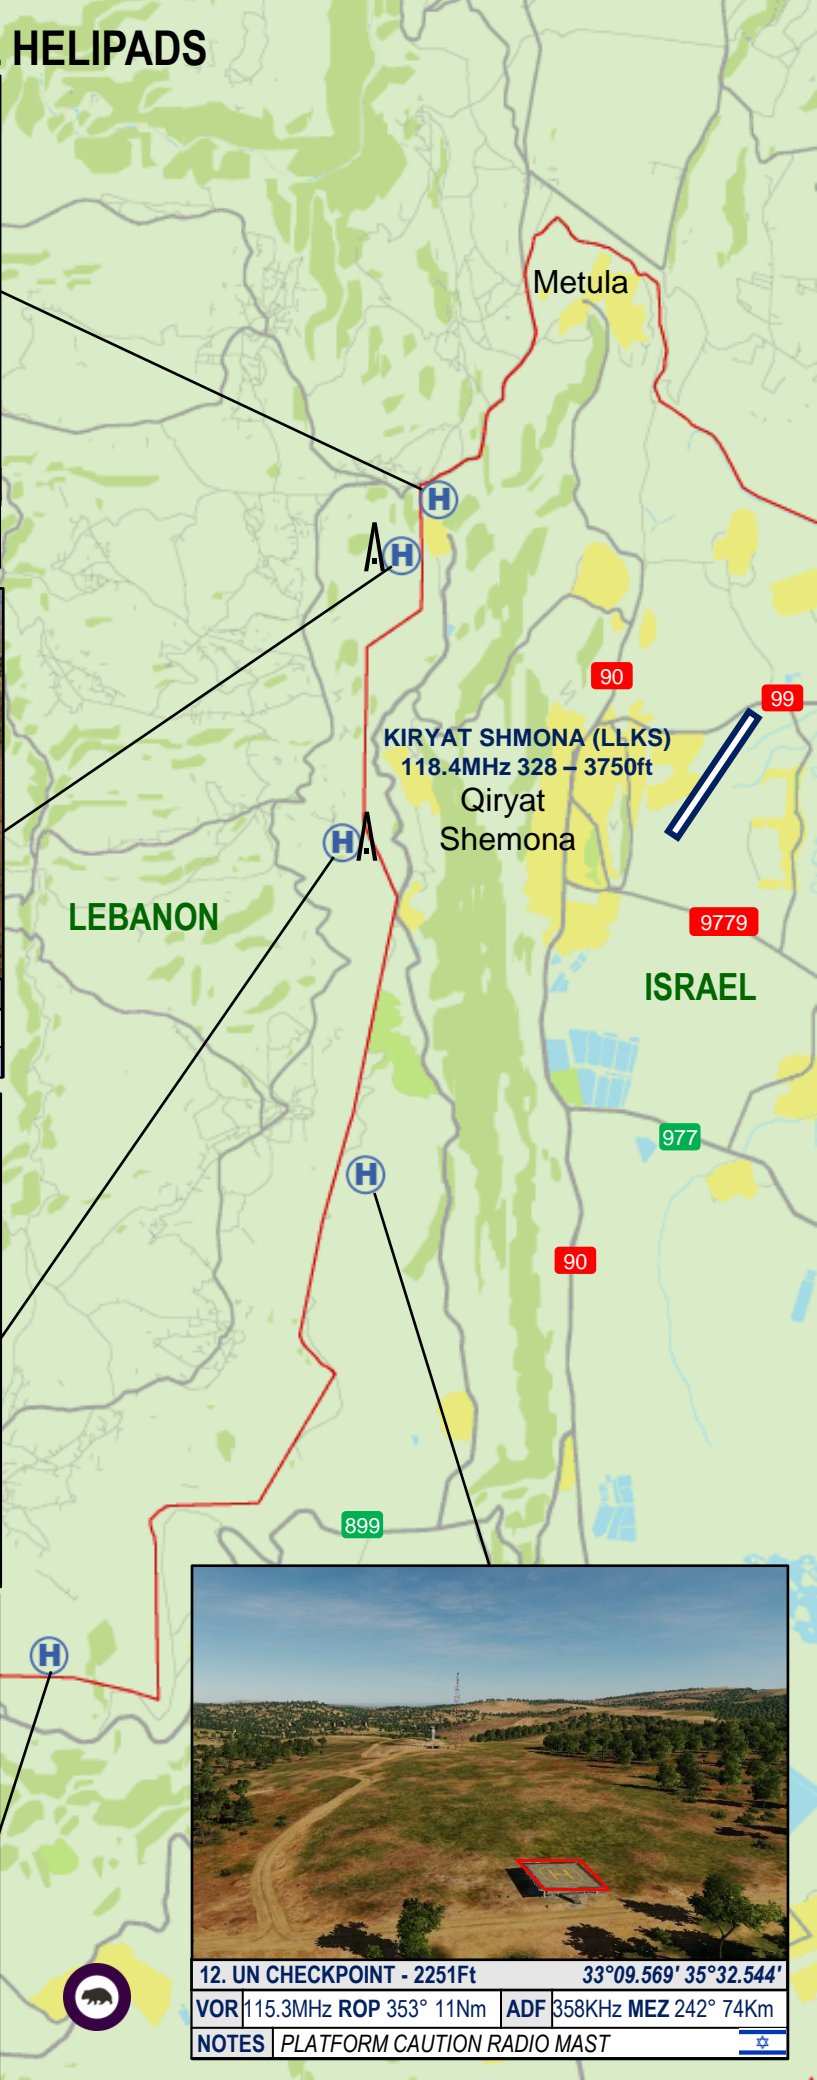 HELIPADS
Metula
H
H
90
99
KIRYAT SHMONA (LLKS)
118.4MHz 328 – 3750ft
Qiryat
Shemona
H
LEBANON
9779
ISRAEL
977
H
90
899
H
H
12. UN CHECKPOINT - 2251Ft 33°09.569' 35°32.544'
VOR 115.3MHz ROP 353° 11Nm ADF 358KHz MEZ 242° 74Km
NOTES PLATFORM CAUTION RADIO MAST